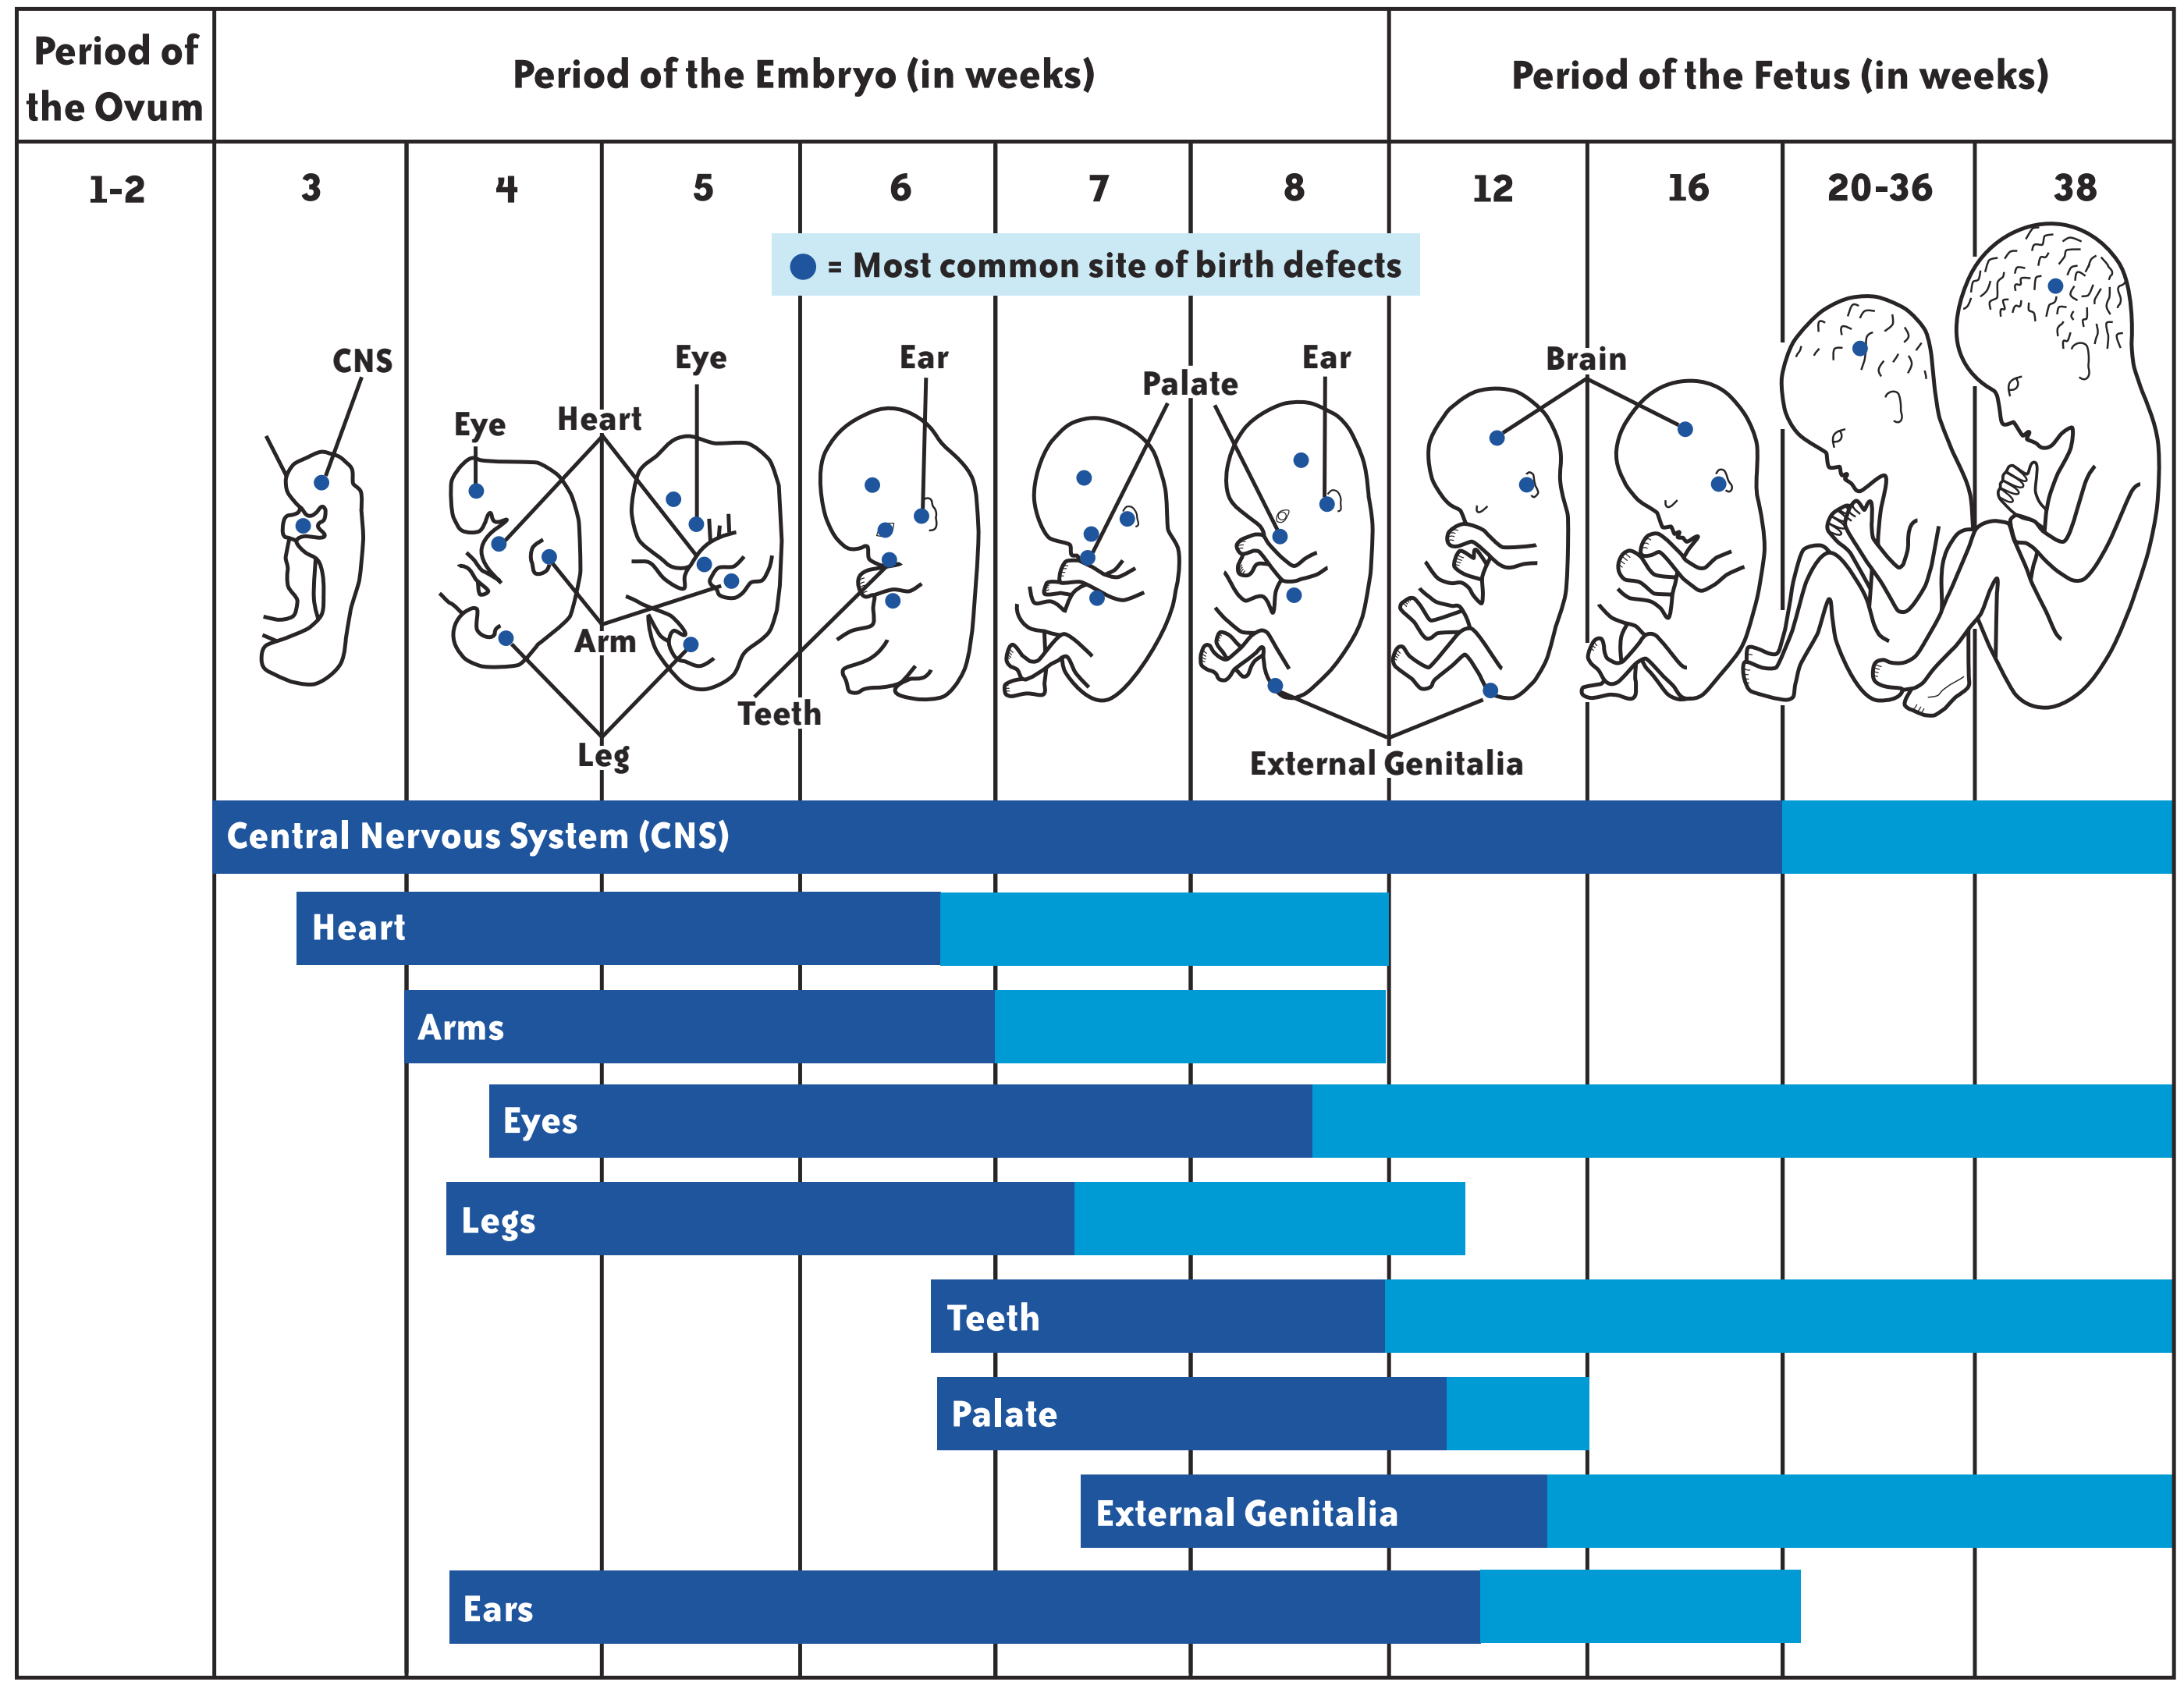 Period of
the Ovum
Period of the Embryo (in weeks)
Period of the Fetus (in weeks)
1-2
3
4
5
6
7
8
12
16
20-36
38
= Most common site of birth defects
CNS
Eye
Heart
Eye
Ear
Palate
Ear
Brain
Arm
Teeth
Leg
External Genitalia
Central Nervous System (CNS)
Heart
Arms
Eyes
Legs
Teeth
Palate
External Genitalia
Ears